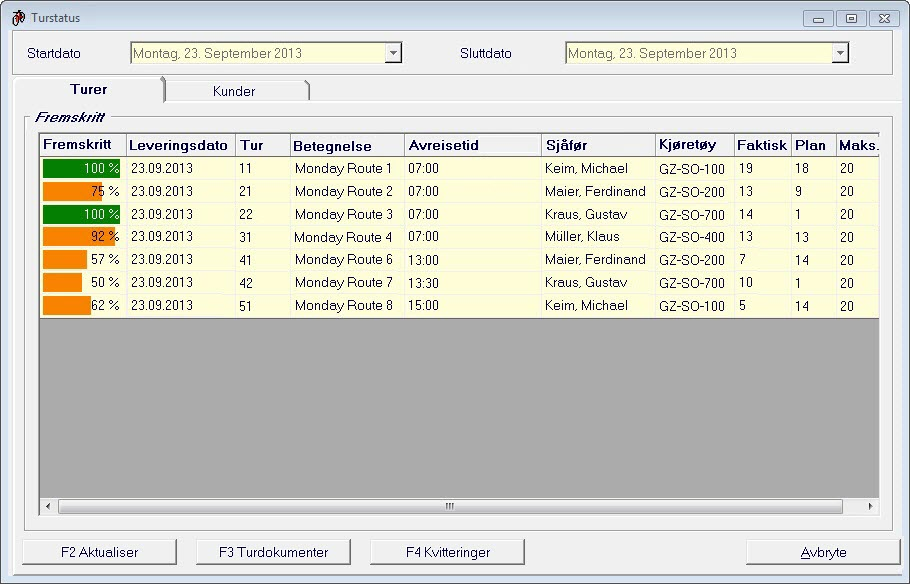 Turstatus
Startdato Montag, 23. September 2013 Sluttdato Montag, 23. September 2013
Turer Kunder
Fremskritt
Fremskritt Leveringsdato Tur Betegnelse Avreisetid Sjåfør Kjøretøy Faktisk Plan Maks.
100 % 23.09.2013 11 Monday Route 1 07:00 Keim, Michael GZ-SO-100 19 18 20
75 % 23.09.2013 21 Monday Route 2 07:00 Maier, Ferdinand GZ-SO-200 13 9 20
100 % 23.09.2013 22 Monday Route 3 07:00 Kraus, Gustav GZ-SO-700 14 1 20
92 % 23.09.2013 31 Monday Route 4 07:00 Müller, Klaus GZ-SO-400 13 13 20
57 % 23.09.2013 41 Monday Route 6 13:00 Maier, Ferdinand GZ-SO-200 7 14 20
50 % 23.09.2013 42 Monday Route 7 13:30 Kraus, Gustav GZ-SO-700 10 1 20
62 % 23.09.2013 51 Monday Route 8 15:00 Keim, Michael GZ-SO-100 5 14 20
F2 Aktualiser F3 Turdokumenter F4 Kvitteringer Avbryte